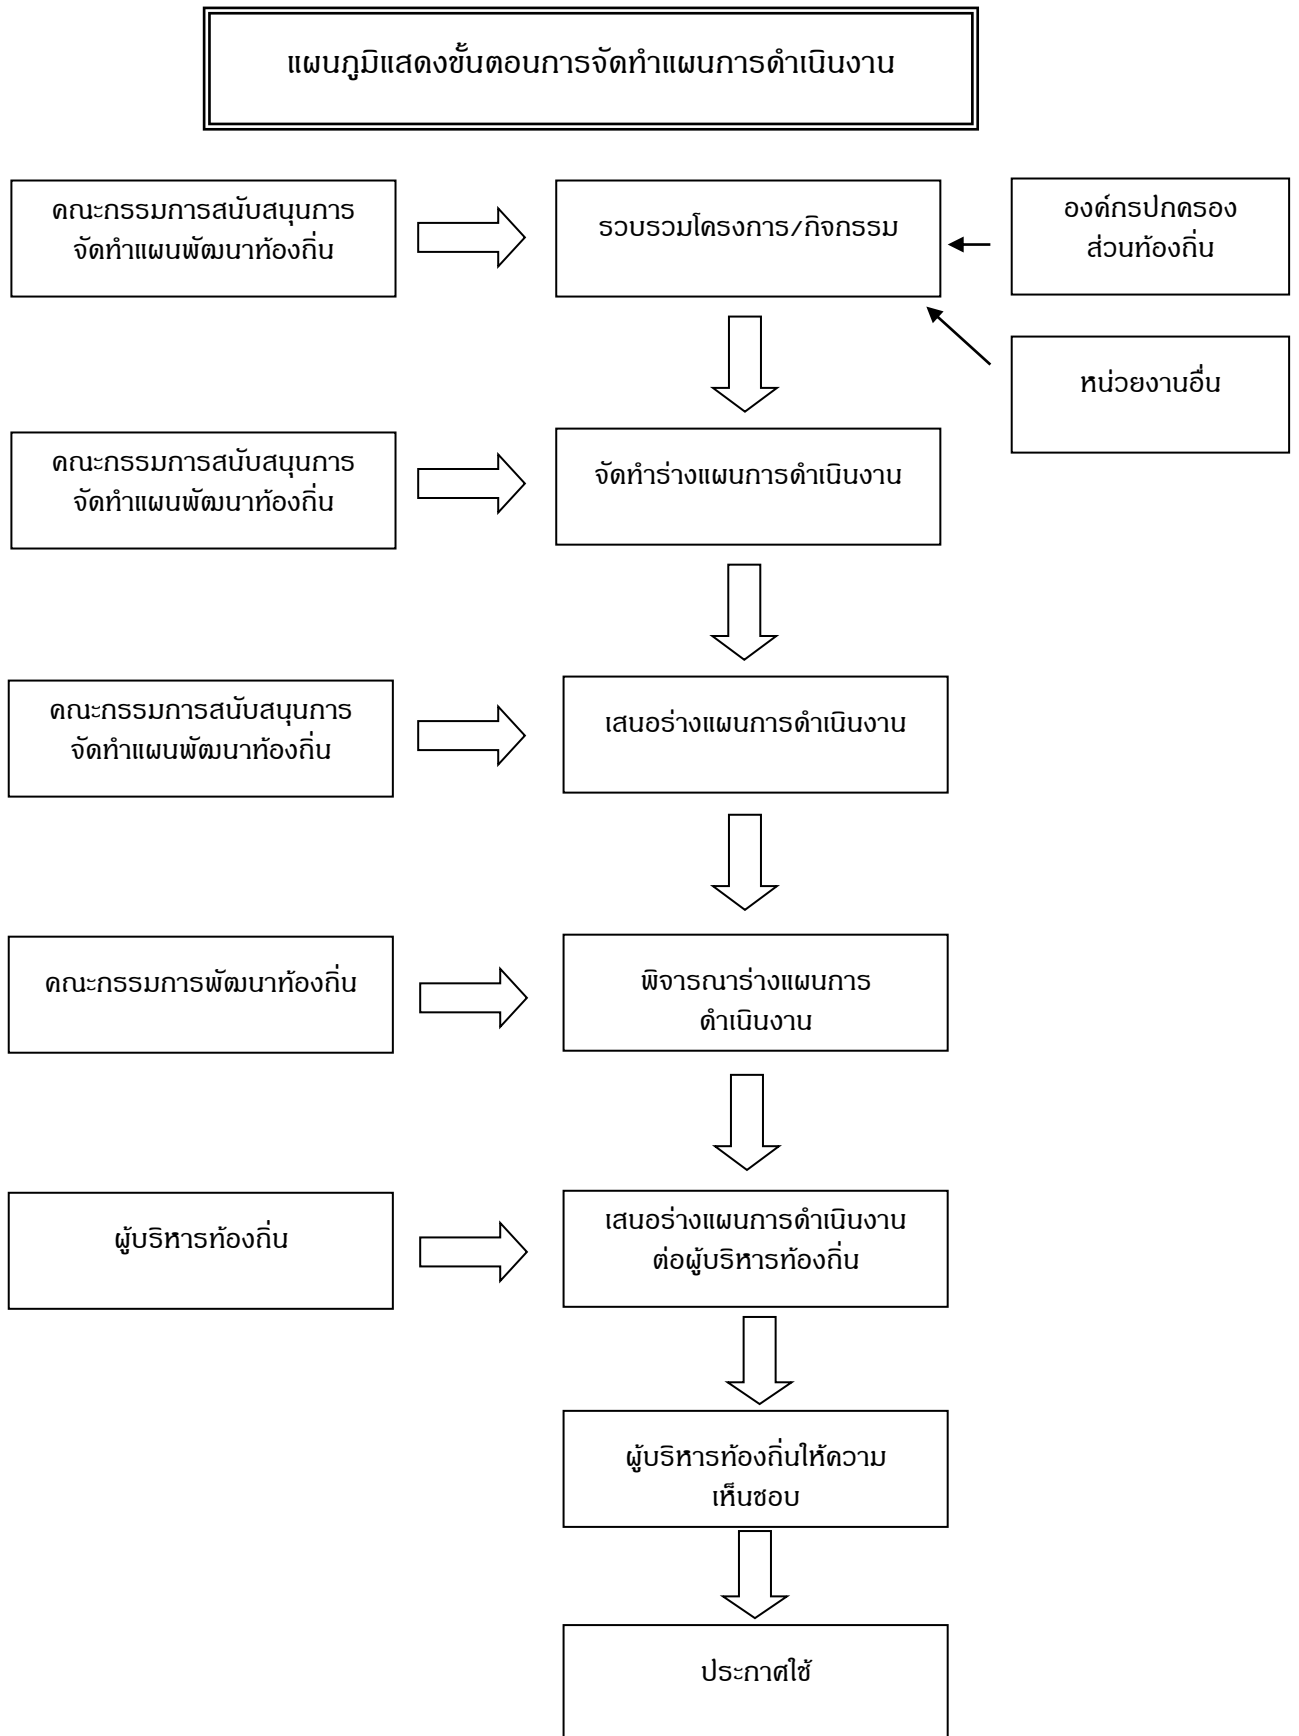 แผนภูมิแสดงขั้นตอนการจัดทำแผนการดำเนินงาน
คณะกรรมการสนับสนุนการ
จัดทำแผนพัฒนาท้องถิ่น
รวบรวมโครงการ/กิจกรรม
องค์กรปกครอง
ส่วนท้องถิ่น
หน่วยงานอื่น
คณะกรรมการสนับสนุนการ
จัดทำแผนพัฒนาท้องถิ่น
จัดทำร่างแผนการดำเนินงาน
คณะกรรมการสนับสนุนการ
จัดทำแผนพัฒนาท้องถิ่น
เสนอร่างแผนการดำเนินงาน
คณะกรรมการพัฒนาท้องถิ่น
พิจารณาร่างแผนการ
ดำเนินงาน
ผู้บริหารท้องถิ่น
เสนอร่างแผนการดำเนินงาน
ต่อผู้บริหารท้องถิ่น
ผู้บริหารท้องถิ่นให้ความ
เห็นชอบ
ประกาศใช้